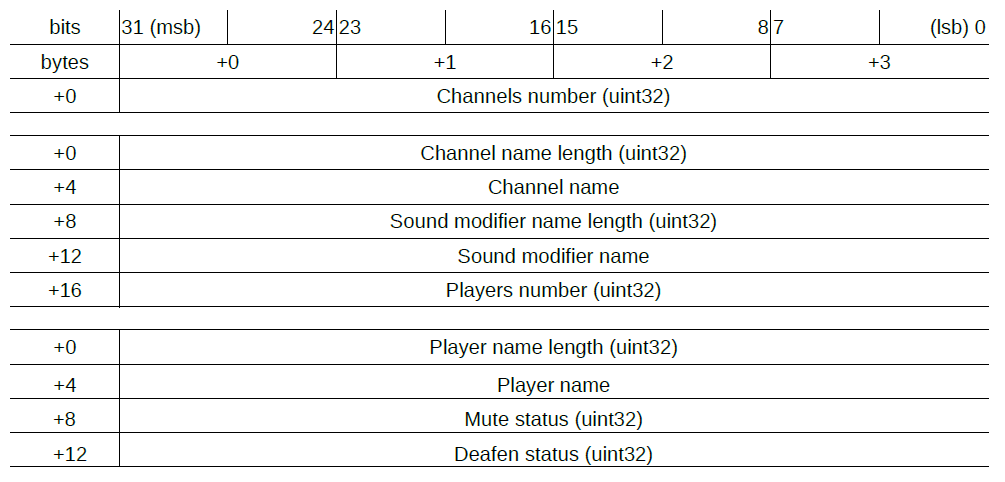 bits 31 (msb) 24 23 16 15 8 7 (lsb) 0
bytes +0 +1 +2 +3
+0 Channels number (uint32)
+0 Channel name length (uint32)
+4 Channel name
+8 Sound modifier name length (uint32)
+12 Sound modifier name
+16 Players number (uint32)
+0 Player name length (uint32)
+4 Player name
+8 Mute status (uint32)
+12 Deafen status (uint32)